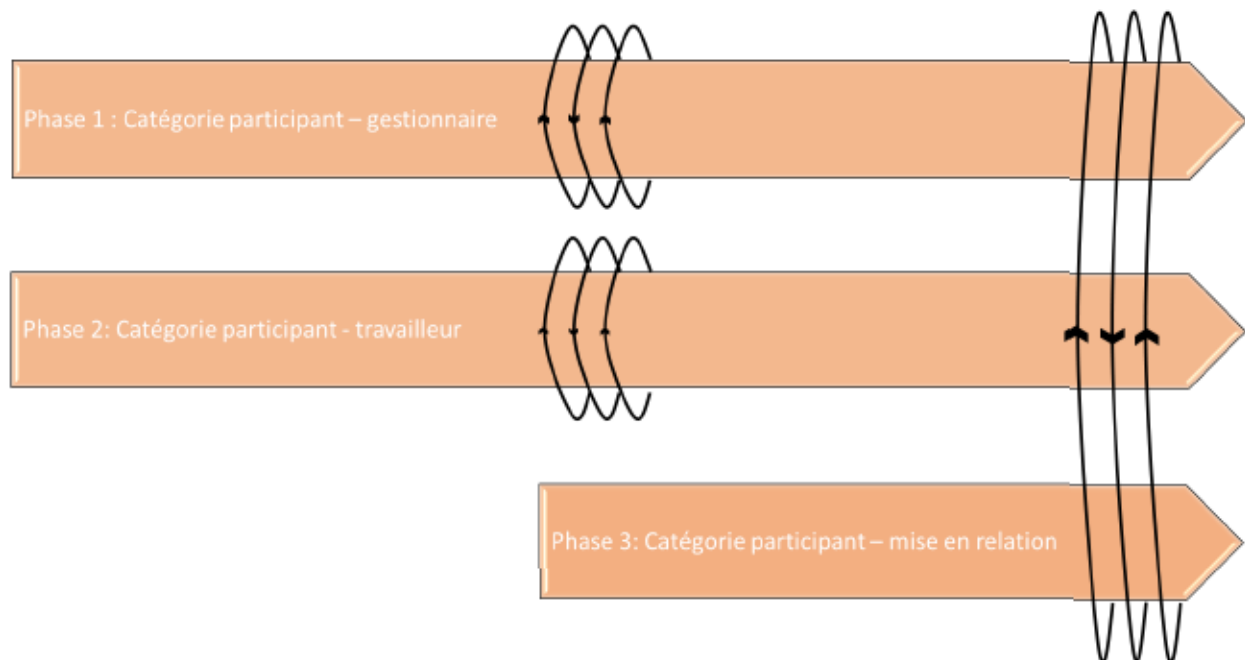 Phase 1 : Catégorie participant – gestionnaire
Phase 2: Catégorie participant - travailleur
Phase 3: Catégorie participant – mise en relation